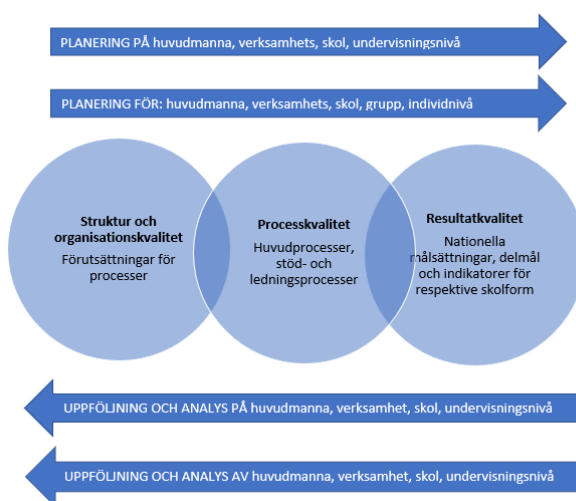 PLANERING PÅ huvudmanna, verksamhets, skol, undervisningsnivå
PLANERING FÖR: huvudmanna, verksamhets, skol, grupp, individnivå
Struktur och
organisationskvalitet
Förutsättningar för
processer
Processkvalitet
Huvudprocesser,
stöd- och
ledningsprocesser
Resultatkvalitet
Nationella
målsättningar, delmål
och indikatorer för
respektive skolform
UPPFÖLJNING OCH ANALYS PÅ huvudmanna, verksamhet, skol, undervisningsnivå
UPPFÖLJNING OCH ANALYS AV huvudmanna, verksamhet, skol, undervisningsnivå